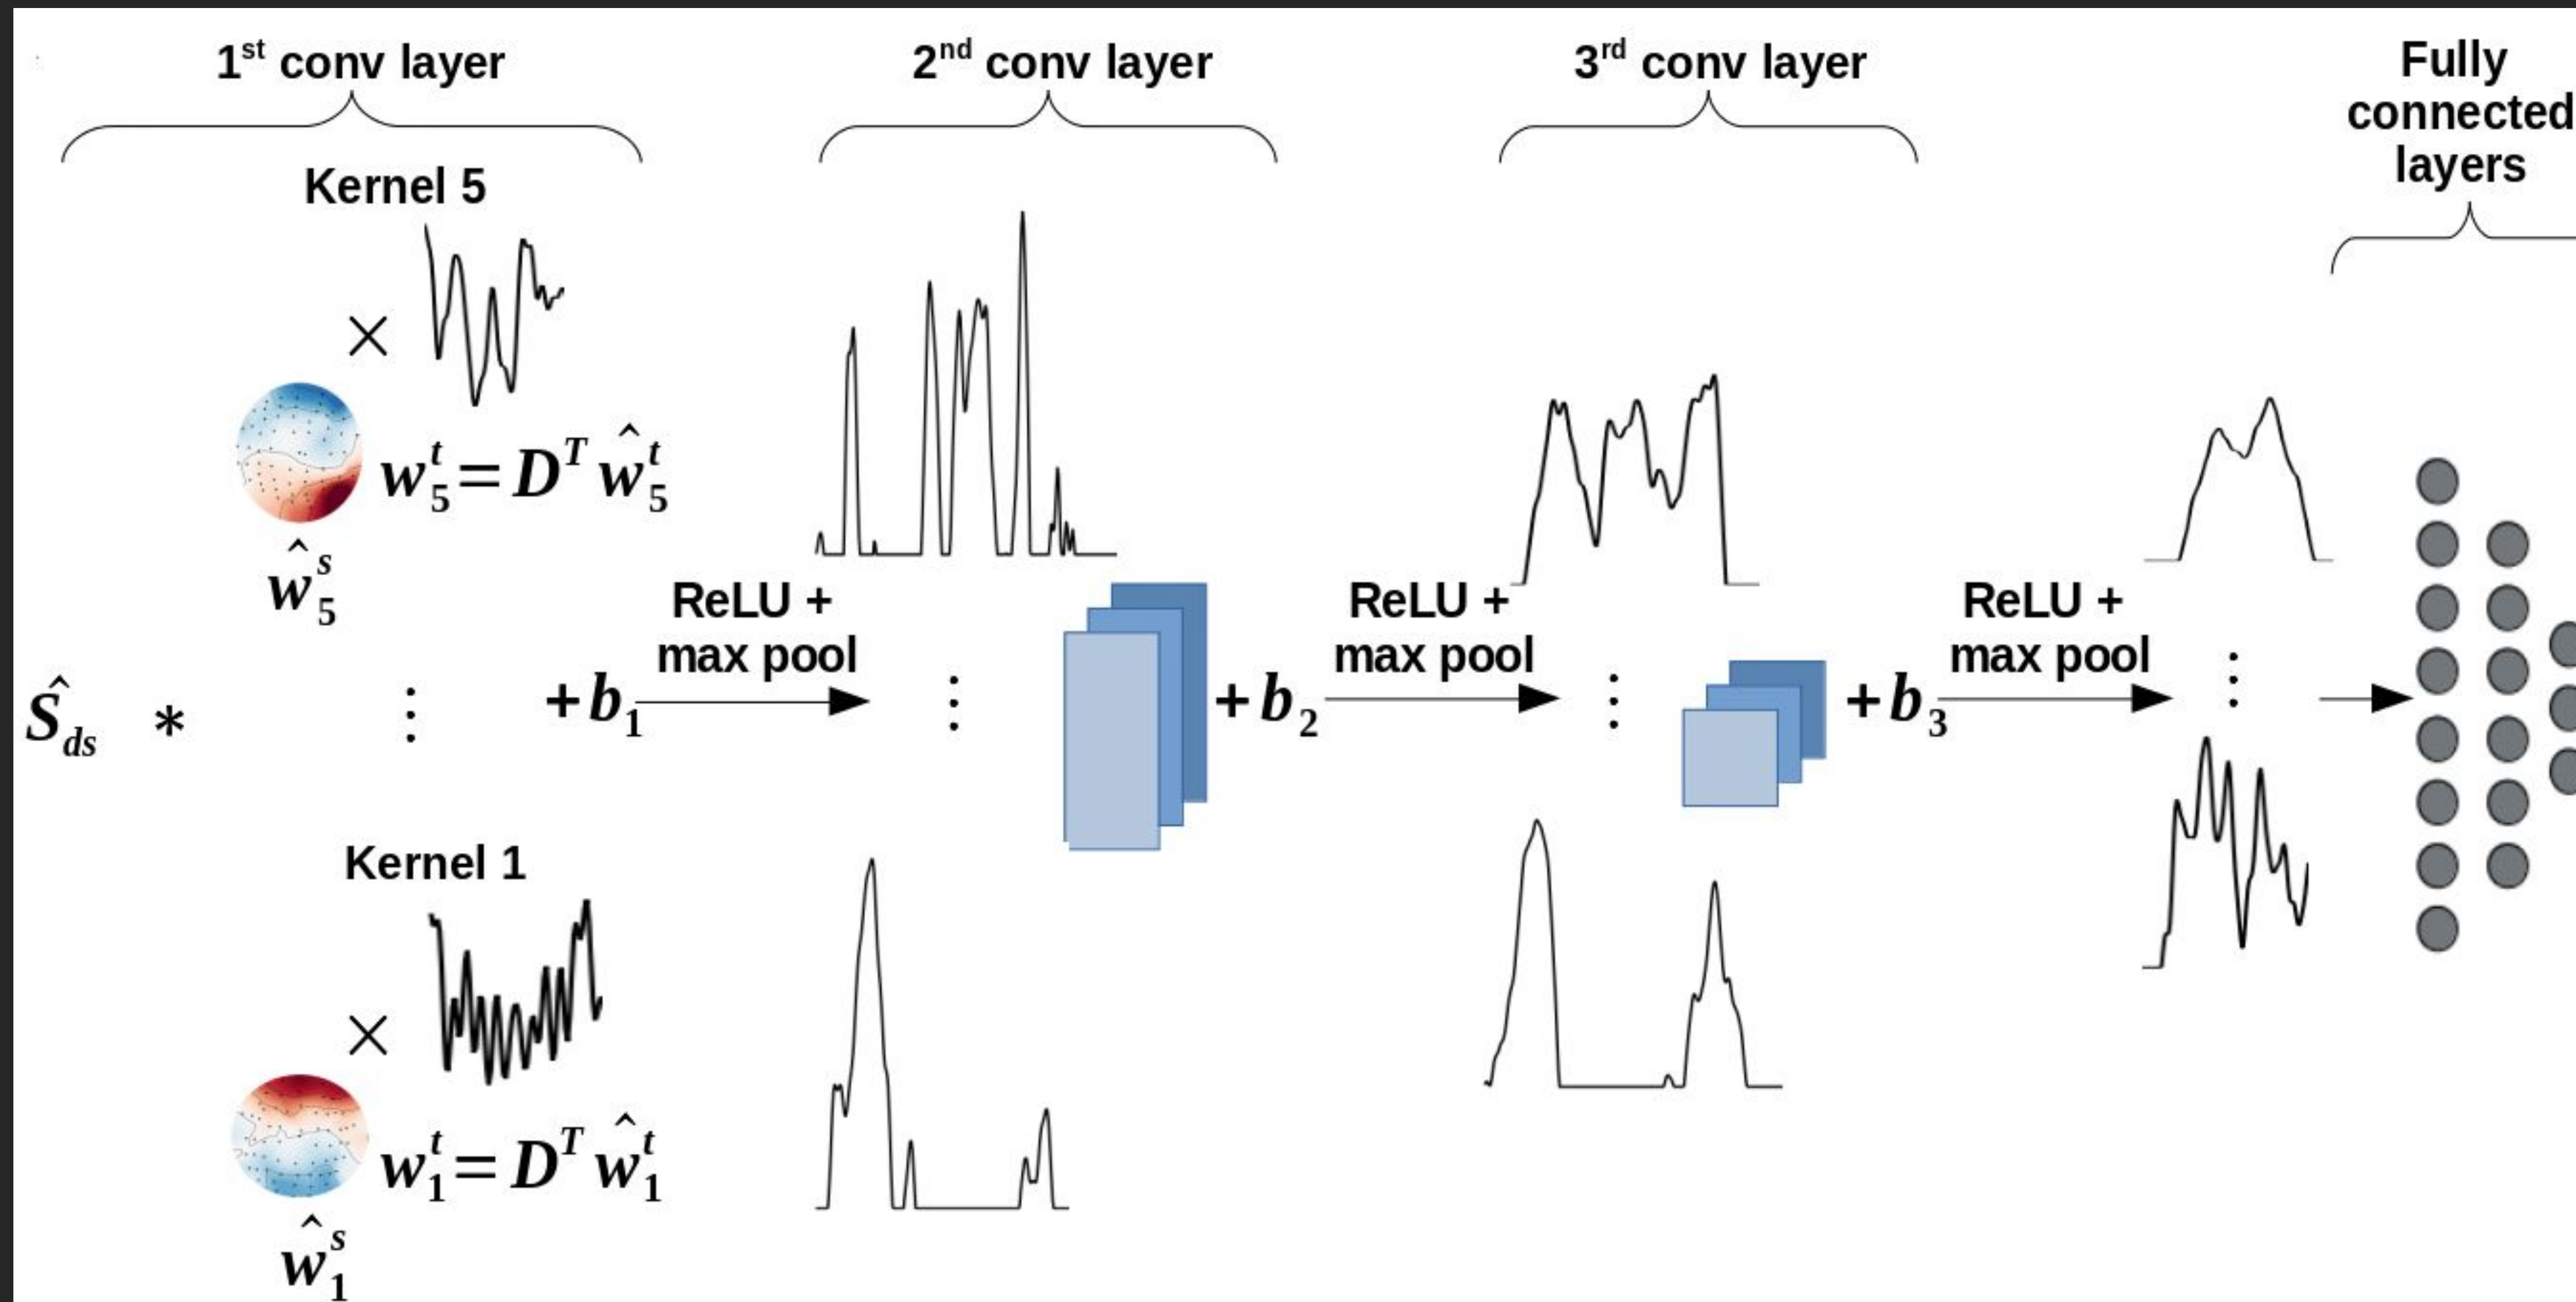 1st conv layer
2nd conv layer
3rd conv layer
Fully
connected
layers
Kernel 5
×
w₅ᵗ = Dᵀ ŵ₅ᵗ
ŵ₅ˢ
ReLU +
max pool
ReLU +
max pool
ReLU +
max pool
Ŝds * ⋮ + b₁ ⋮ + b₂ ⋮ + b₃ ⋮
Kernel 1
×
w₁ᵗ = Dᵀ ŵ₁ᵗ
ŵ₁ˢ